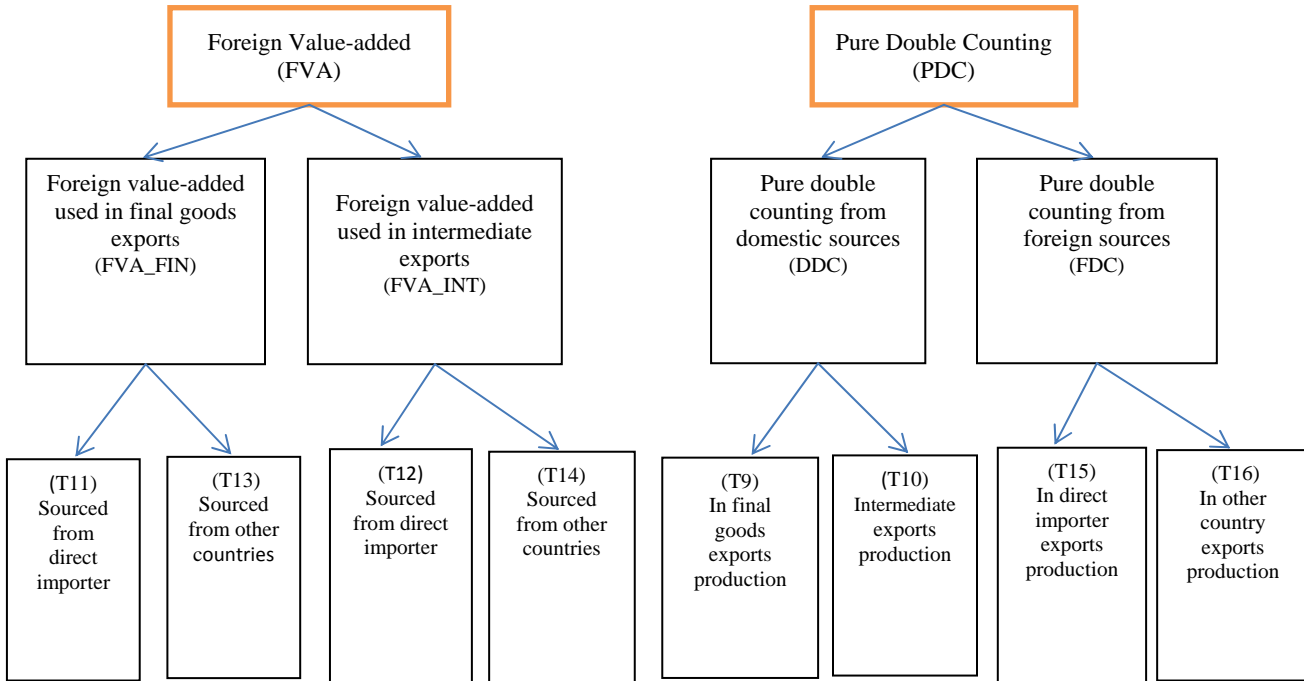 Foreign Value-added
(FVA)
Pure Double Counting
(PDC)
Foreign value-added
used in final goods
exports
(FVA_FIN)
Foreign value-added
used in intermediate
exports
(FVA_INT)
Pure double
counting from
domestic sources
(DDC)
Pure double
counting from
foreign sources
(FDC)
(T11)
Sourced
from
direct
importer
(T13)
Sourced
from other
countries
(T12)
Sourced
from direct
importer
(T14)
Sourced
from other
countries
(T9)
In final
goods
exports
production
(T10)
Intermediate
exports
production
(T15)
In direct
importer
exports
production
(T16)
In other
country
exports
production